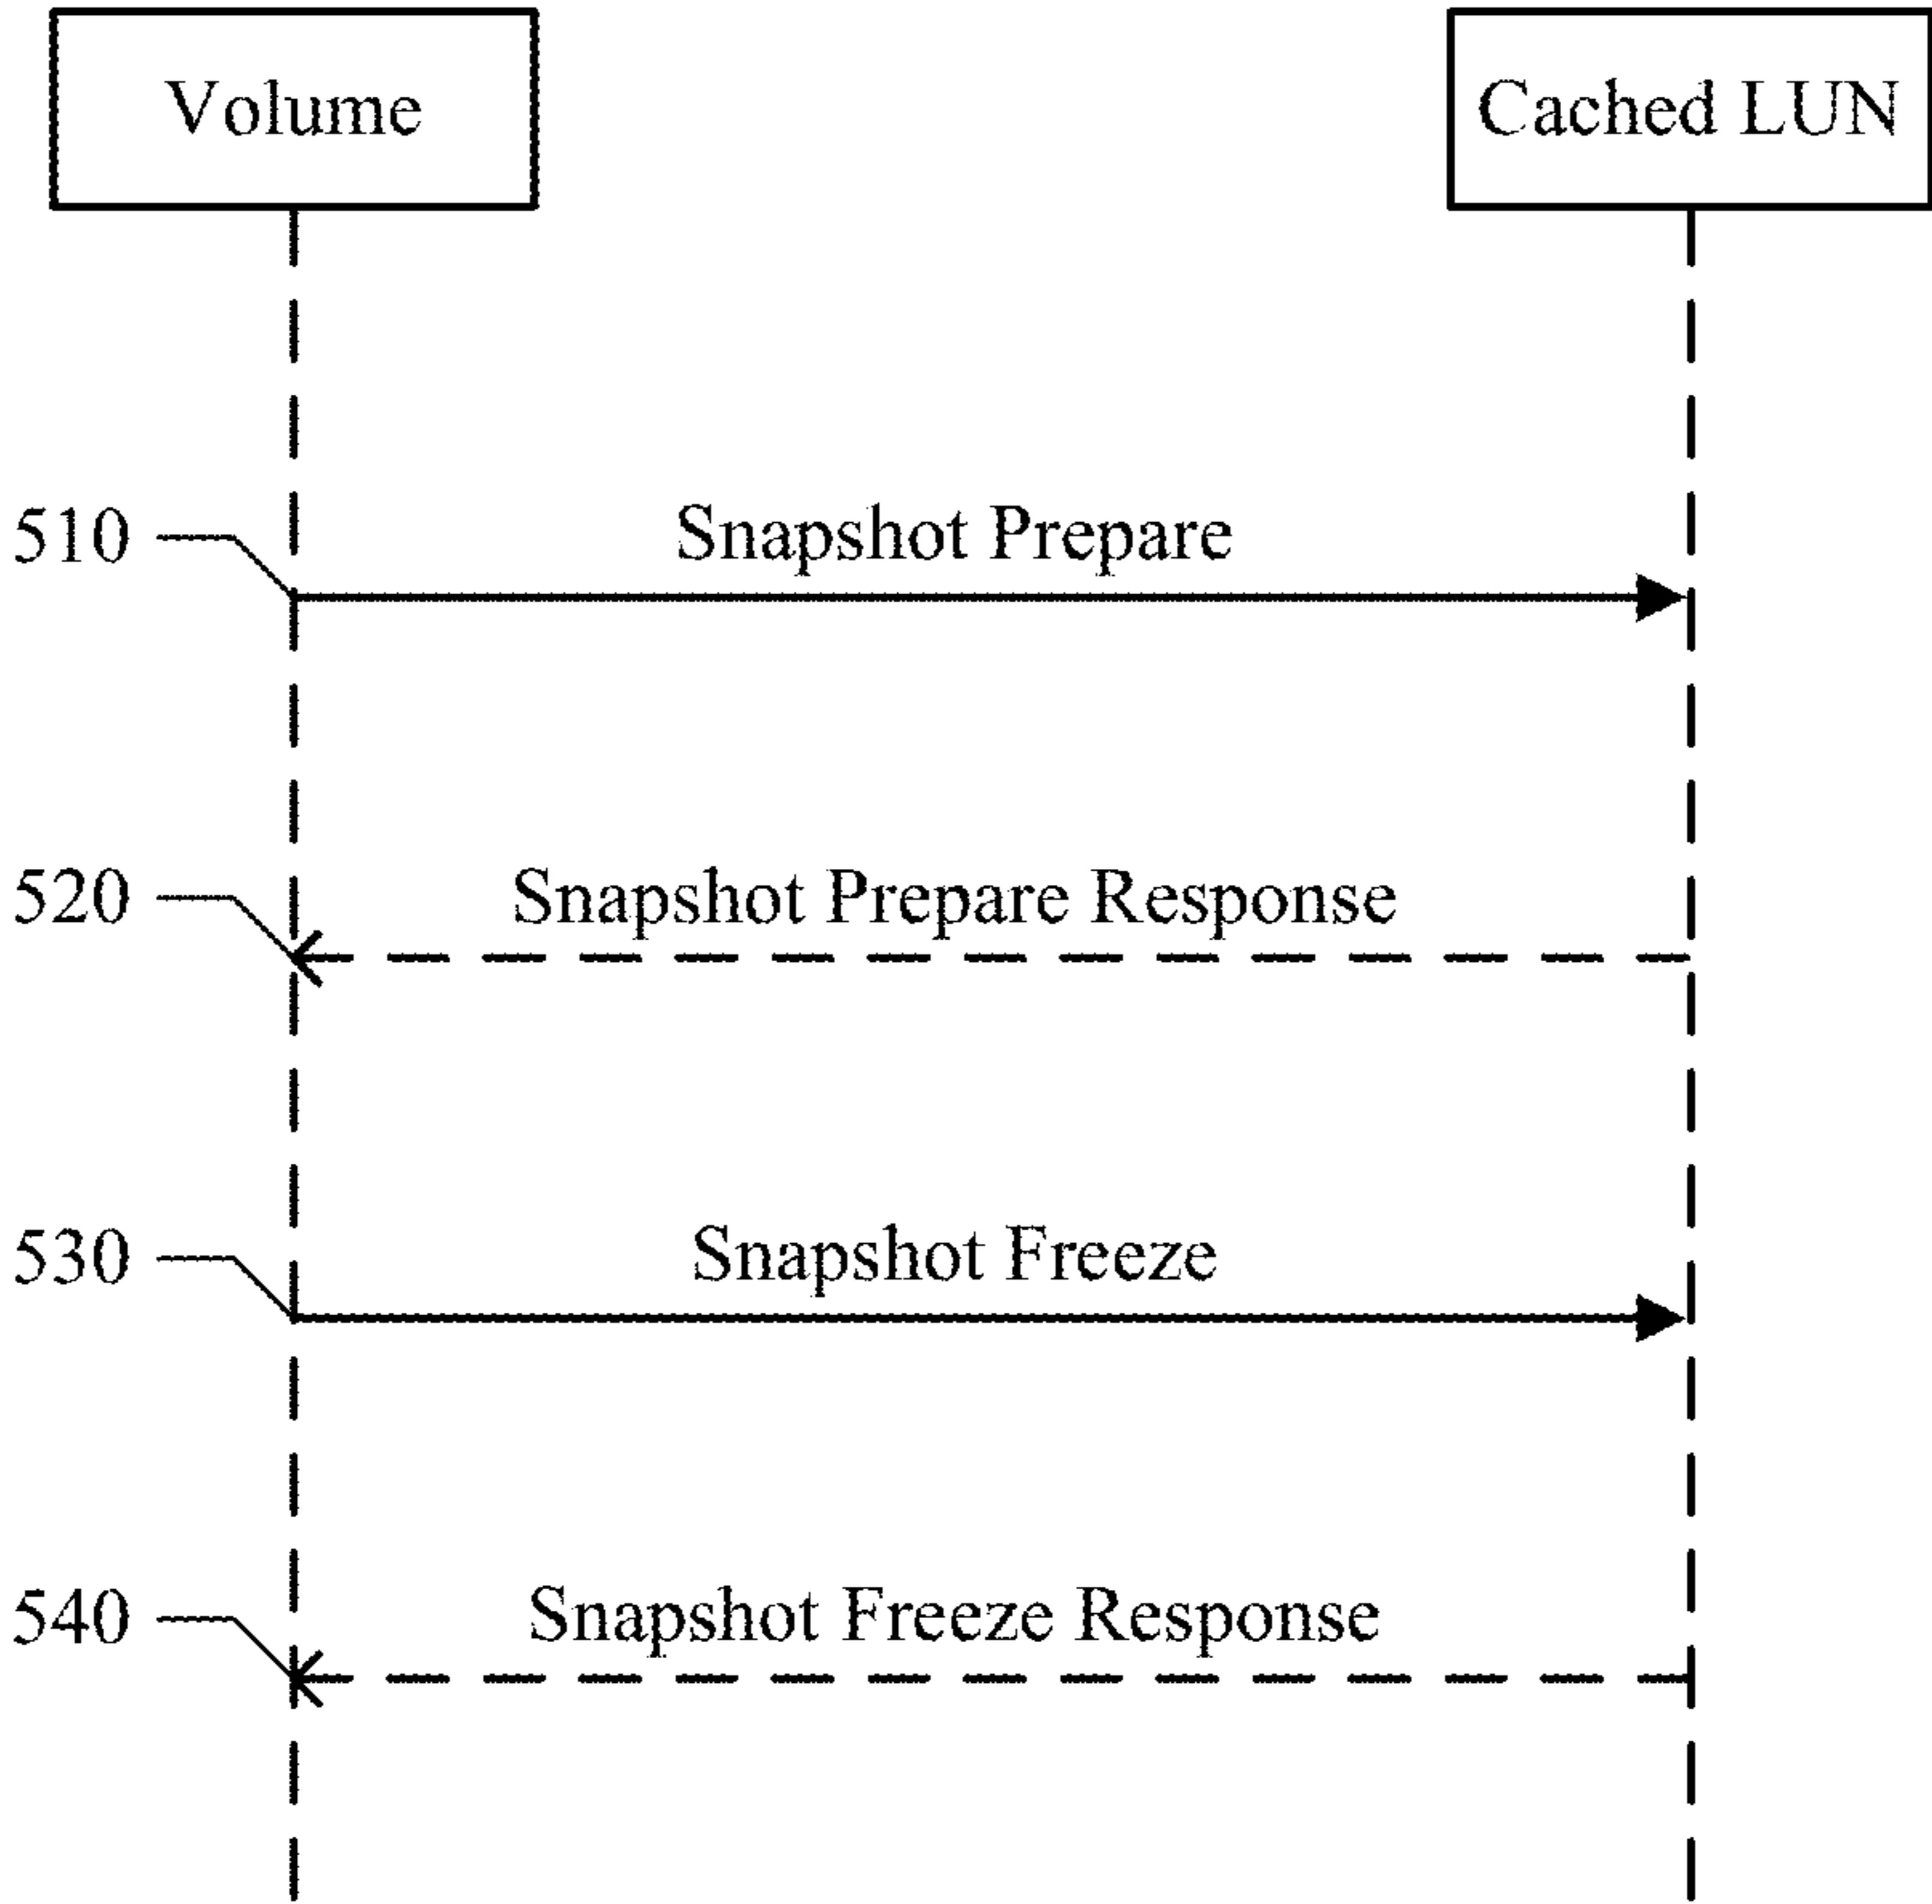 Volume
Cached LUN
510
Snapshot Prepare
520
Snapshot Prepare Response
530
Snapshot Freeze
540
Snapshot Freeze Response